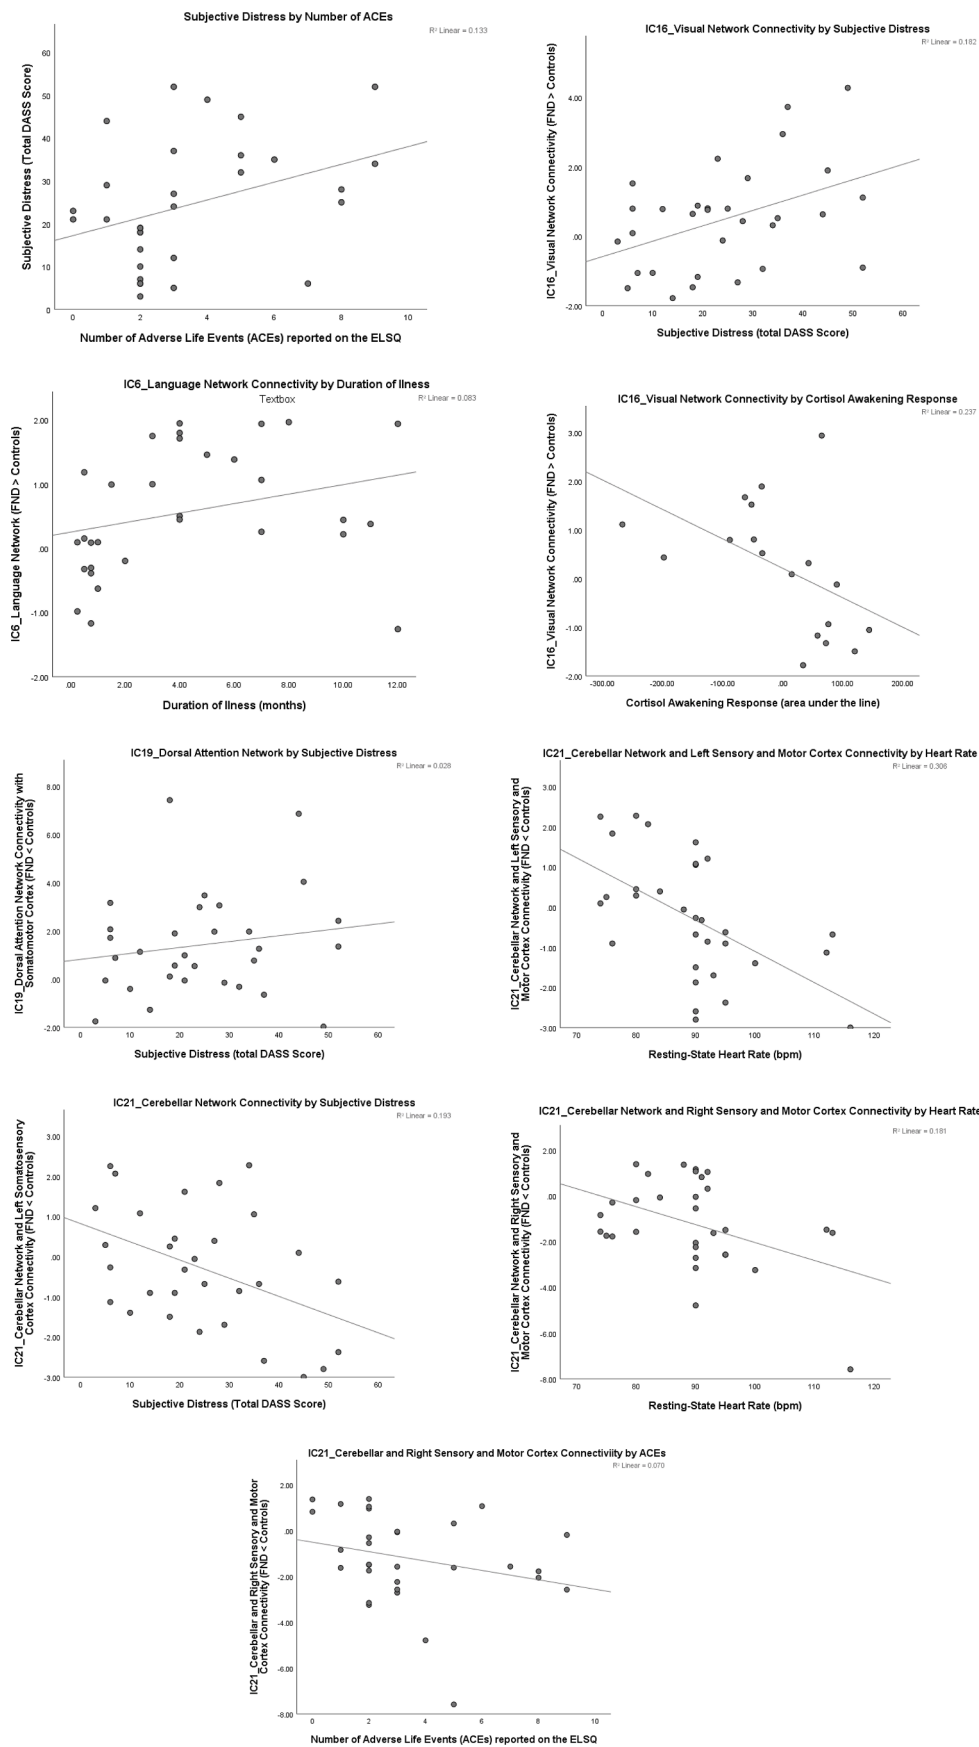 Subjective Distress by Number of ACEs
R² Linear = 0.133
Subjective Distress (Total DASS Score)
60
50
40
30
20
10
0
0 2 4 6 8 10
Number of Adverse Life Events (ACEs) reported on the ELSQ
IC16_Visual Network Connectivity by Subjective Distress
R² Linear = 0.182
IC16_Visual Network Connectivity (FND > Controls)
4.00
2.00
.00
-2.00
0 10 20 30 40 50 60
Subjective Distress (total DASS Score)
IC6_Language Network Connectivity by Duration of Ilness
Textbox
R² Linear = 0.083
IC6_Language Network (FND > Controls)
2.00
1.00
.00
-1.00
-2.00
.00 2.00 4.00 6.00 8.00 10.00 12.00
Duration of Ilness (months)
IC16_Visual Network Connectivity by Cortisol Awakening Response
R² Linear = 0.237
IC16_Visual Network Connectivity (FND > Controls)
3.00
2.00
1.00
.00
-1.00
-2.00
-300.00 -200.00 -100.00 .00 100.00 200.00
Cortisol Awakening Response (area under the line)
IC19_Dorsal Attention Network by Subjective Distress
R² Linear = 0.028
IC19_Dorsal Attention Network Connectivity with
Somatomotor Cortex (FND < Controls)
8.00
6.00
4.00
2.00
.00
-2.00
0 10 20 30 40 50 60
Subjective Distress (total DASS Score)
IC21_Cerebellar Network and Left Sensory and Motor Cortex Connectivity by Heart Rate
R² Linear = 0.306
IC21_Cerebellar Network and Left Sensory and
Motor Cortex Connectivity (FND < Controls)
3.00
2.00
1.00
.00
-1.00
-2.00
-3.00
70 80 90 100 110 120
Resting-State Heart Rate (bpm)
IC21_Cerebellar Network Connectivity by Subjective Distress
R² Linear = 0.193
IC21_Cerebellar Network and Left Somatosensory
Cortex Connectivity (FND < Controls)
3.00
2.00
1.00
.00
-1.00
-2.00
-3.00
0 10 20 30 40 50 60
Subjective Distress (Total DASS Score)
IC21_Cerebellar Network and Right Sensory and Motor Cortex Connectivity by Heart Rate
R² Linear = 0.181
IC21_Cerebellar Network and Right Sensory and
Motor Cortex Connectivity (FND < Controls)
2.00
.00
-2.00
-4.00
-6.00
-8.00
70 80 90 100 110 120
Resting-State Heart Rate (bpm)
IC21_Cerebellar and Right Sensory and Motor Cortex Connectiviity by ACEs
R² Linear = 0.070
IC21_Cerebellar and Right Sensory and Motor
Cortex Connectivity (FND < Controls)
2.00
.00
-2.00
-4.00
-6.00
-8.00
0 2 4 6 8 10
Number of Adverse Life Events (ACEs) reported on the ELSQ